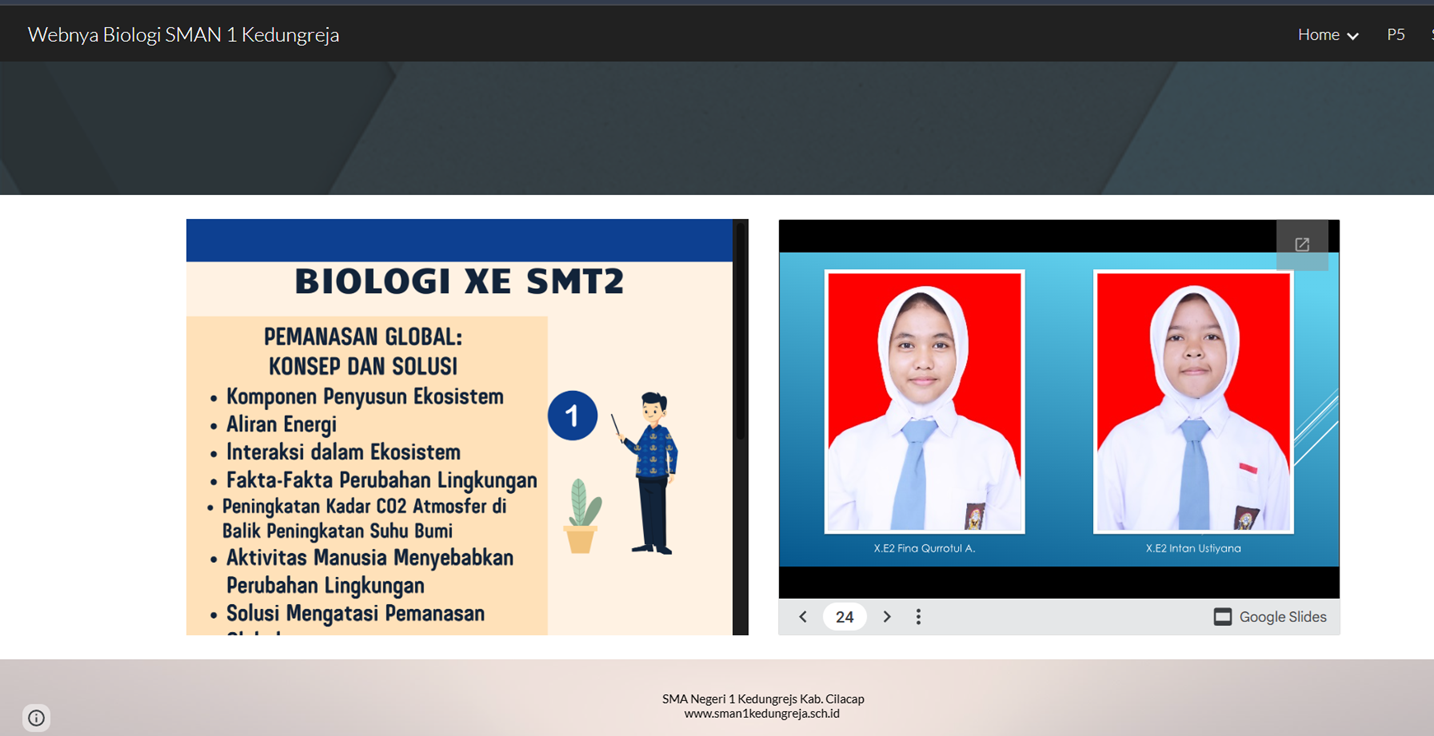 Webnya Biologi SMAN 1 Kedungreja
Home
P5
BIOLOGI XE SMT2
PEMANASAN GLOBAL:
KONSEP DAN SOLUSI
• Komponen Penyusun Ekosistem
• Aliran Energi
• Interaksi dalam Ekosistem
• Fakta-Fakta Perubahan Lingkungan
• Peningkatan Kadar CO2 Atmosfer di
Balik Peningkatan Suhu Bumi
• Aktivitas Manusia Menyebabkan
Perubahan Lingkungan
• Solusi Mengatasi Pemanasan
1
X.E2 Fina Qurrotul A.
X.E2 Intan Ustiyana
24
Google Slides
SMA Negeri 1 Kedungrejs Kab. Cilacap
www.sman1kedungreja.sch.id